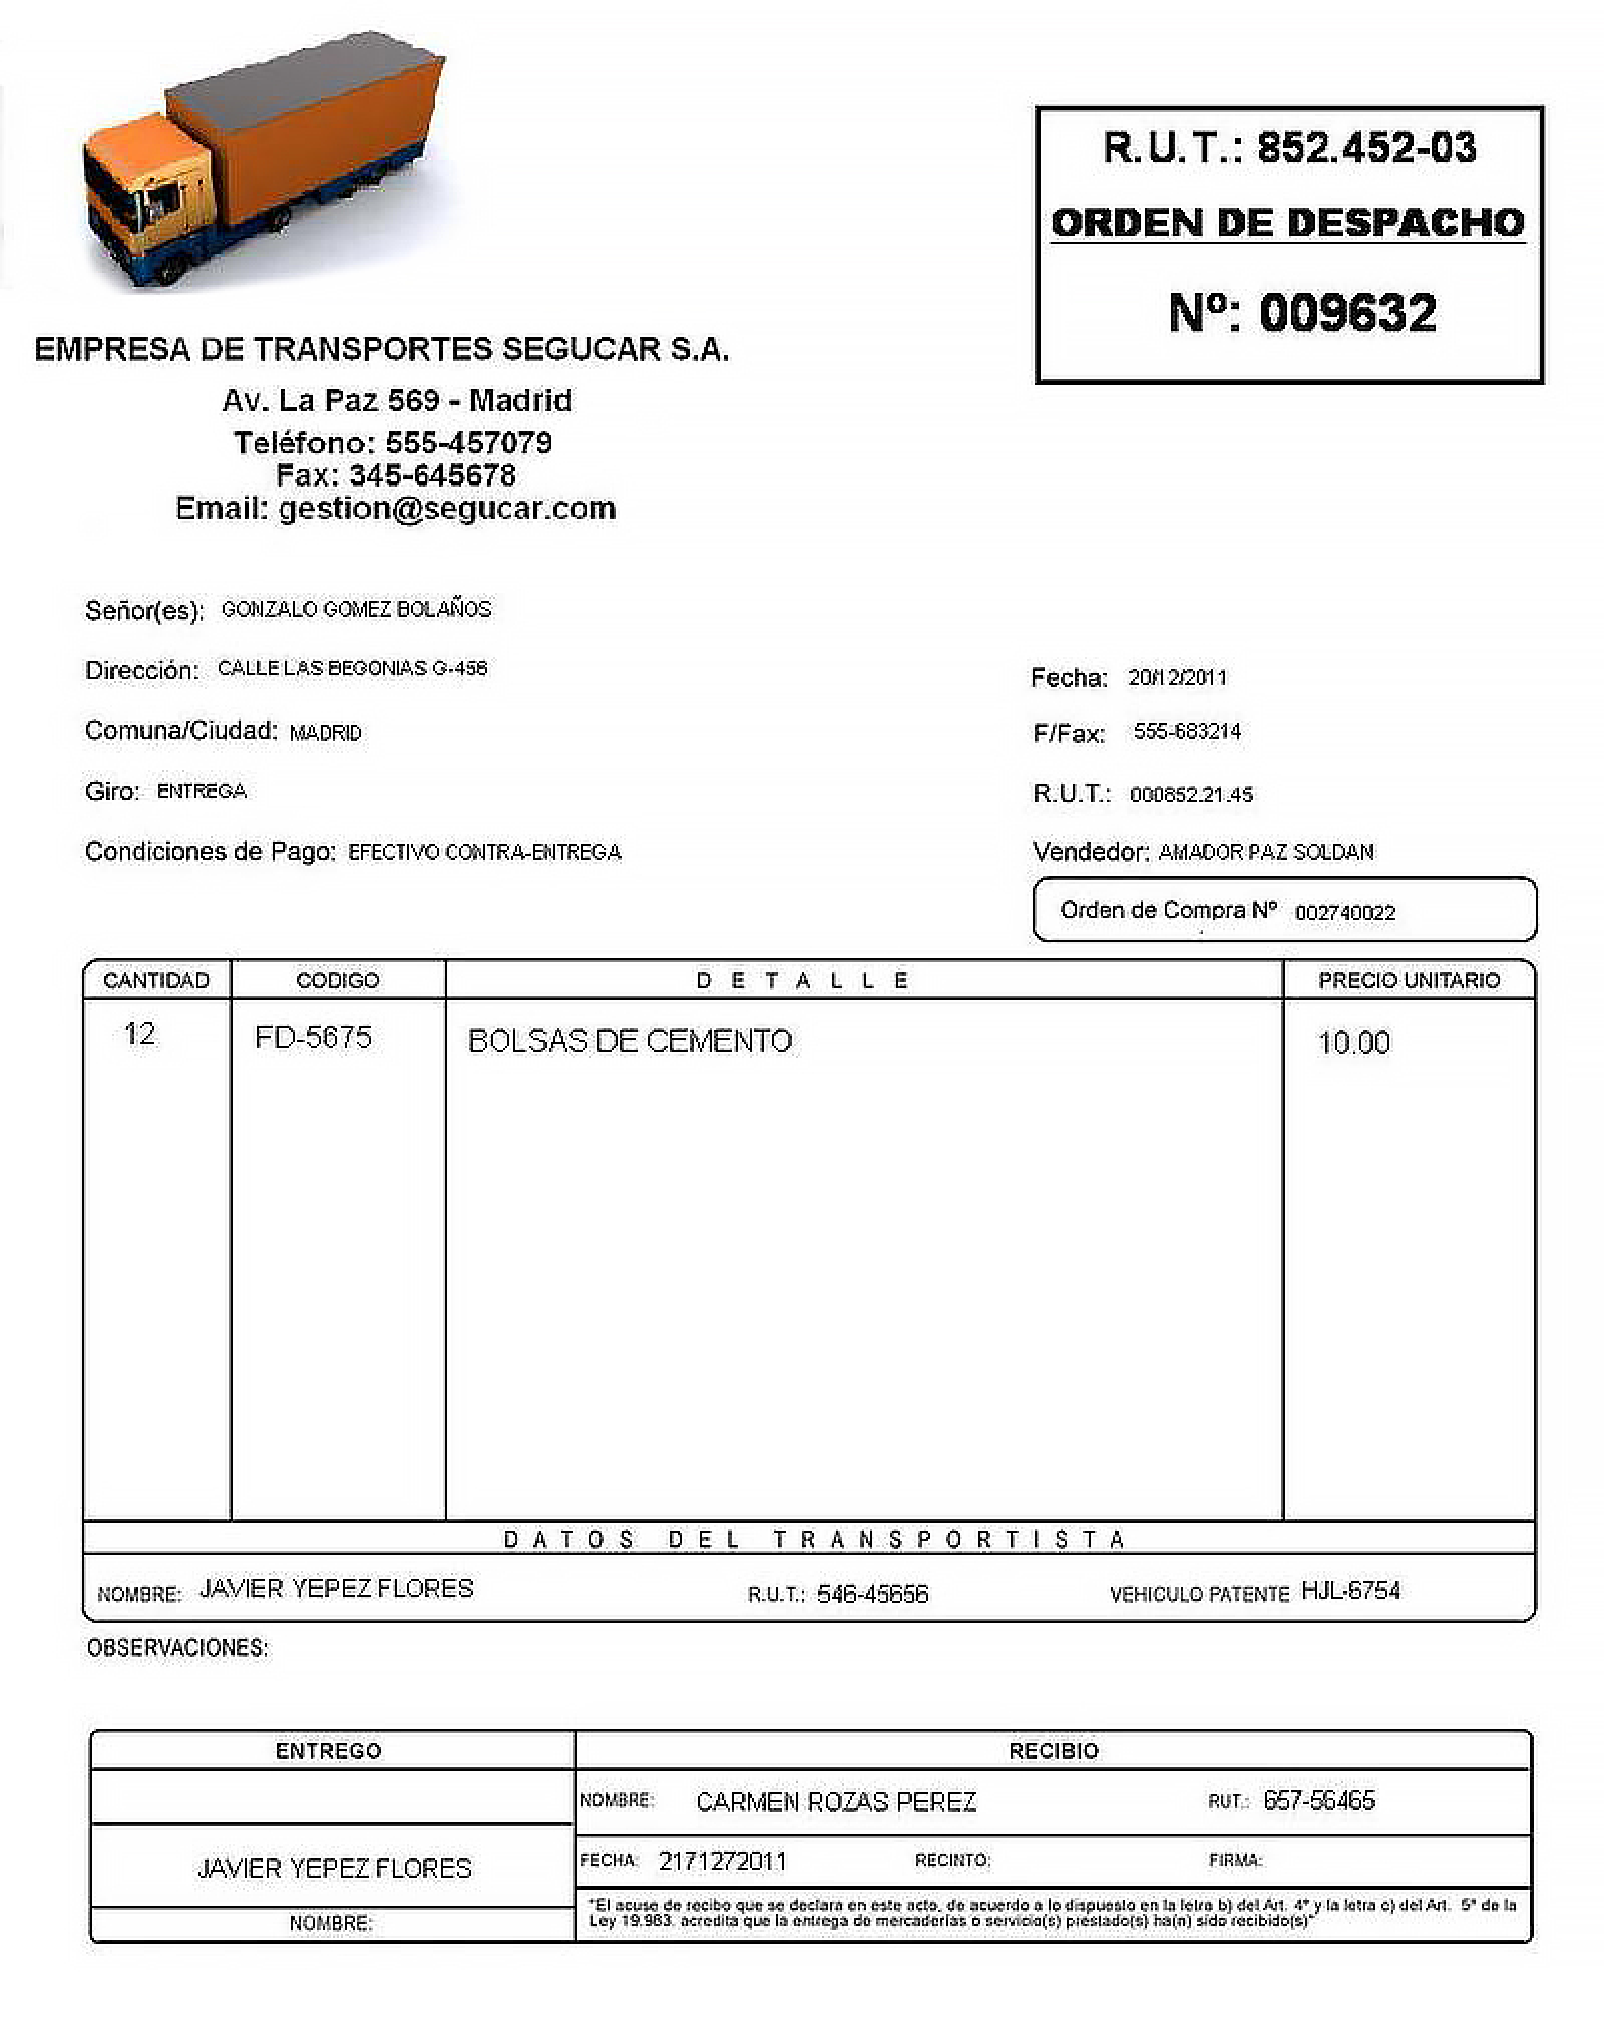 R.U.T.: 852.452-03
ORDEN DE DESPACHO
Nº: 009632
EMPRESA DE TRANSPORTES SEGUCAR S.A.
Av. La Paz 569 - Madrid
Teléfono: 555-457079
Fax: 345-645678
Email: gestion@segucar.com
Señor(es): GONZALO GOMEZ BOLAÑOS
Dirección: CALLE LAS BEGONIAS G-456
Fecha: 20/12/2011
Comuna/Ciudad: MADRID
F/Fax: 555-683214
Giro: ENTREGA
R.U.T.: 000852.21.45
Condiciones de Pago: EFECTIVO CONTRA-ENTREGA
Vendedor: AMADOR PAZ SOLDAN
Orden de Compra Nº 002740022
CANTIDAD CODIGO DETALLE PRECIO UNITARIO
12 FD-5675 BOLSAS DE CEMENTO 10.00
DATOS DEL TRANSPORTISTA
NOMBRE: JAVIER YEPEZ FLORES R.U.T.: 546-45656 VEHICULO PATENTE HJL-6754
OBSERVACIONES:
ENTREGO RECIBIO
NOMBRE: CARMEN ROZAS PEREZ RUT.: 657-56465
JAVIER YEPEZ FLORES
FECHA: 2171272011 RECINTO: FIRMA:
NOMBRE:
"El acuse de recibo que se declara en este acto, de acuerdo a lo dispuesto en la letra b) del Art. 4° y la letra c) del Art. 5° de la
Ley 19.983, acredita que la entrega de mercaderías o servicio(s) prestado(s) ha(n) sido recibido(s)"